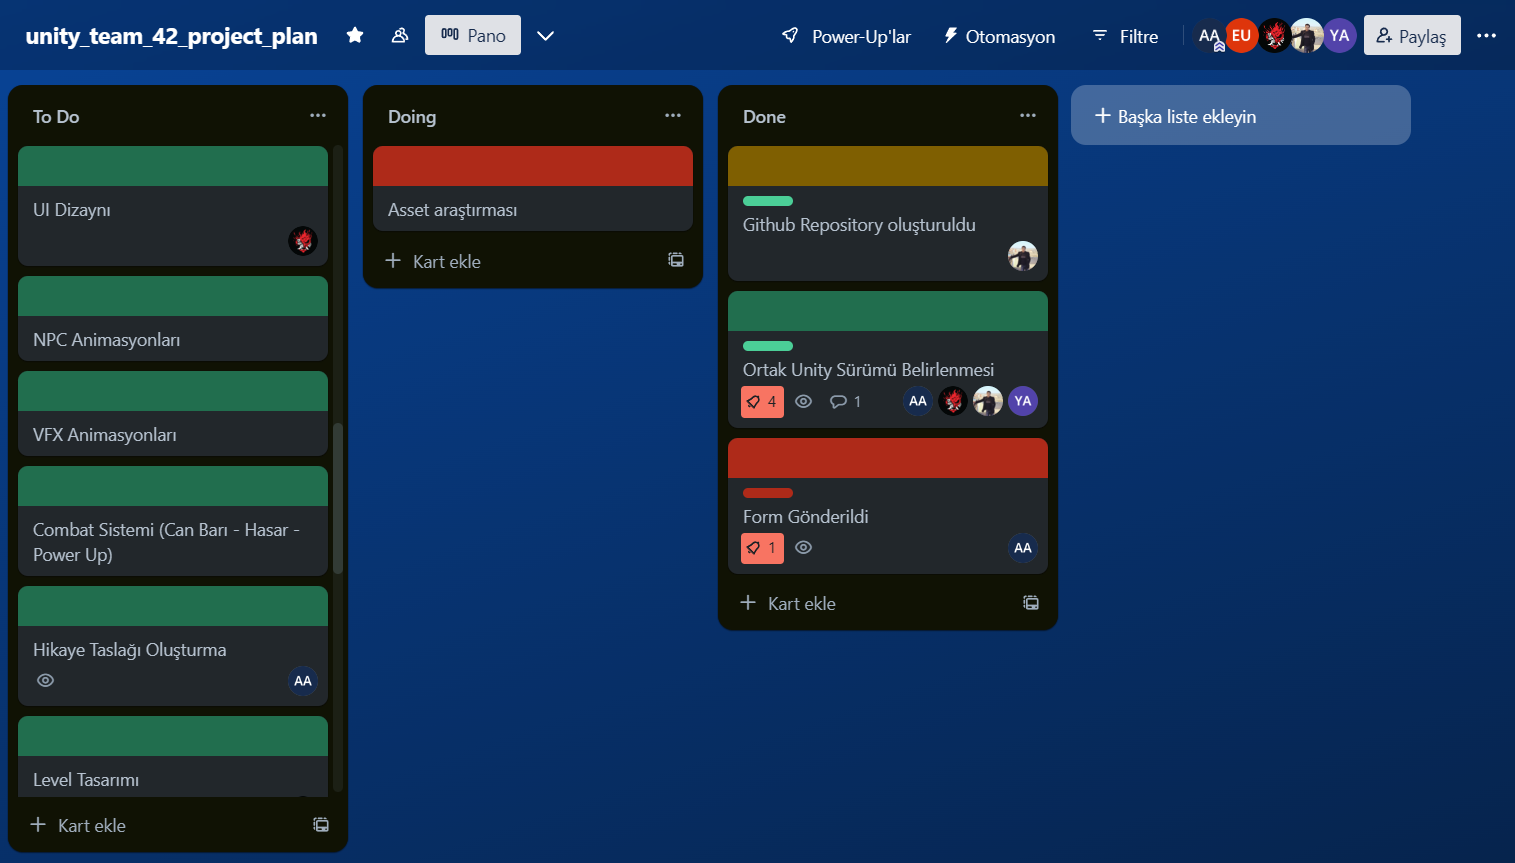 unity_team_42_project_plan
Pano
Power-Up'lar
Otomasyon
Filtre
AA
EU
YA
Paylaş
To Do
UI Dizaynı
NPC Animasyonları
VFX Animasyonları
Combat Sistemi (Can Barı - Hasar -
Power Up)
Hikaye Taslağı Oluşturma
AA
Level Tasarımı
Kart ekle
Doing
Asset araştırması
Kart ekle
Done
Github Repository oluşturuldu
Ortak Unity Sürümü Belirlenmesi
4
1
AA
YA
Form Gönderildi
1
AA
Kart ekle
Başka liste ekleyin